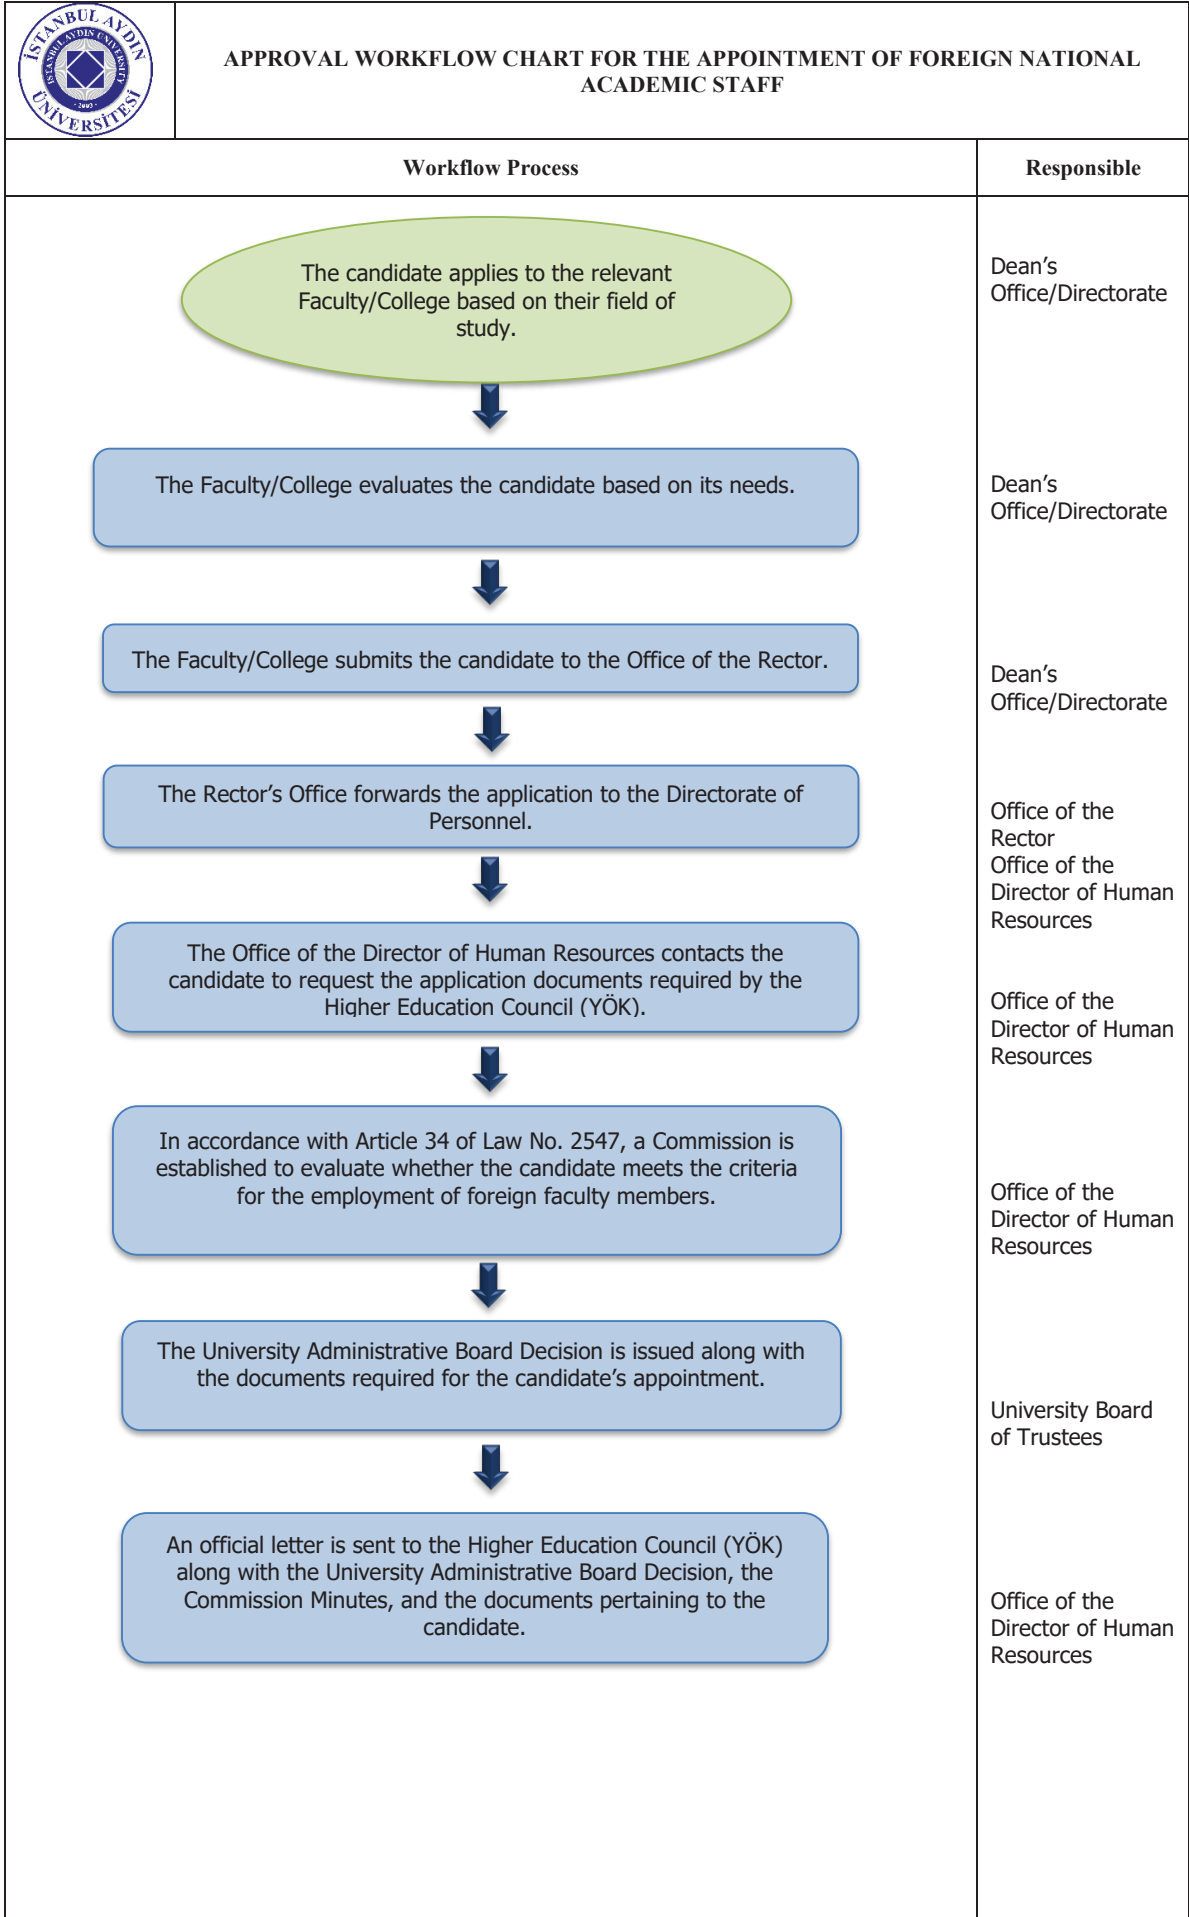 İSTANBUL AYDIN
ÜNİVERSİTESİ
ISTANBUL AYDIN UNIVERSITY
· 2003 ·
APPROVAL WORKFLOW CHART FOR THE APPOINTMENT OF FOREIGN NATIONAL
ACADEMIC STAFF
Workflow Process
Responsible
The candidate applies to the relevant
Faculty/College based on their field of
study.
Dean’s
Office/Directorate
The Faculty/College evaluates the candidate based on its needs.
Dean’s
Office/Directorate
The Faculty/College submits the candidate to the Office of the Rector.
Dean’s
Office/Directorate
The Rector’s Office forwards the application to the Directorate of
Personnel.
Office of the
Rector
Office of the
Director of Human
Resources
The Office of the Director of Human Resources contacts the
candidate to request the application documents required by the
Higher Education Council (YÖK).
Office of the
Director of Human
Resources
In accordance with Article 34 of Law No. 2547, a Commission is
established to evaluate whether the candidate meets the criteria
for the employment of foreign faculty members.
Office of the
Director of Human
Resources
The University Administrative Board Decision is issued along with
the documents required for the candidate’s appointment.
University Board
of Trustees
An official letter is sent to the Higher Education Council (YÖK)
along with the University Administrative Board Decision, the
Commission Minutes, and the documents pertaining to the
candidate.
Office of the
Director of Human
Resources